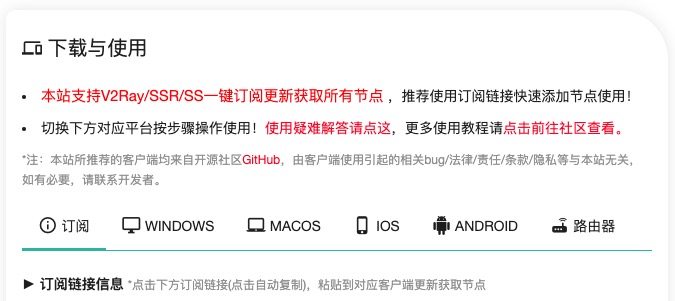 下载与使用
• 本站支持V2Ray/SSR/SS一键订阅更新获取所有节点 ，推荐使用订阅链接快速添加节点使用！
• 切换下方对应平台按步骤操作使用！使用疑难解答请点这，更多使用教程请点击前往社区查看。
*注：本站所推荐的客户端均来自开源社区GitHub，由客户端使用引起的相关bug/法律/责任/条款/隐私等与本站无关，
如有必要，请联系开发者。
订阅 WINDOWS MACOS IOS ANDROID 路由器
▶ 订阅链接信息 *点击下方订阅链接(点击自动复制)，粘贴到对应客户端更新获取节点